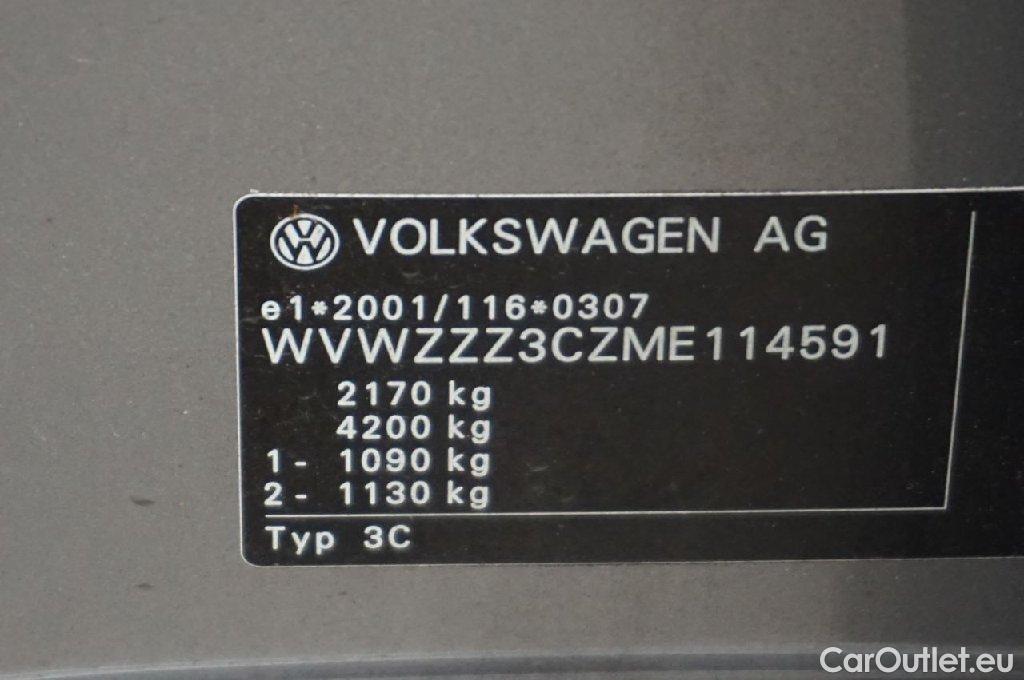 VOLKSWAGEN AG
e1*2001/116*0307
WVWZZZ3CZME114591
2170 kg
4200 kg
1- 1090 kg
2- 1130 kg
Typ 3C
CarOutlet.eu